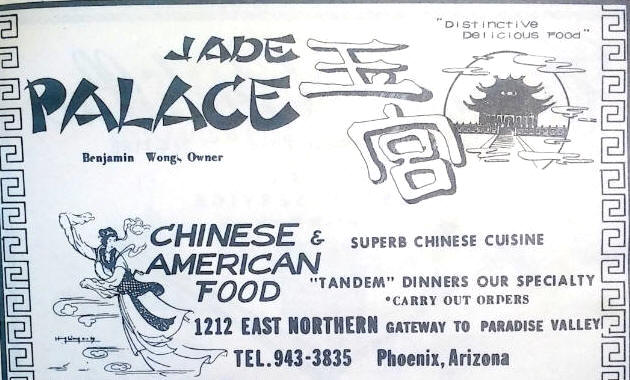 "Distinctive
Delicious Food"
JADE
PALACE
玉
宮
Benjamin Wong, Owner
CHINESE &
AMERICAN
FOOD
SUPERB CHINESE CUISINE
"TANDEM" DINNERS OUR SPECIALTY
*CARRY OUT ORDERS
1212 EAST NORTHERN GATEWAY TO PARADISE VALLEY
TEL. 943-3835 Phoenix, Arizona